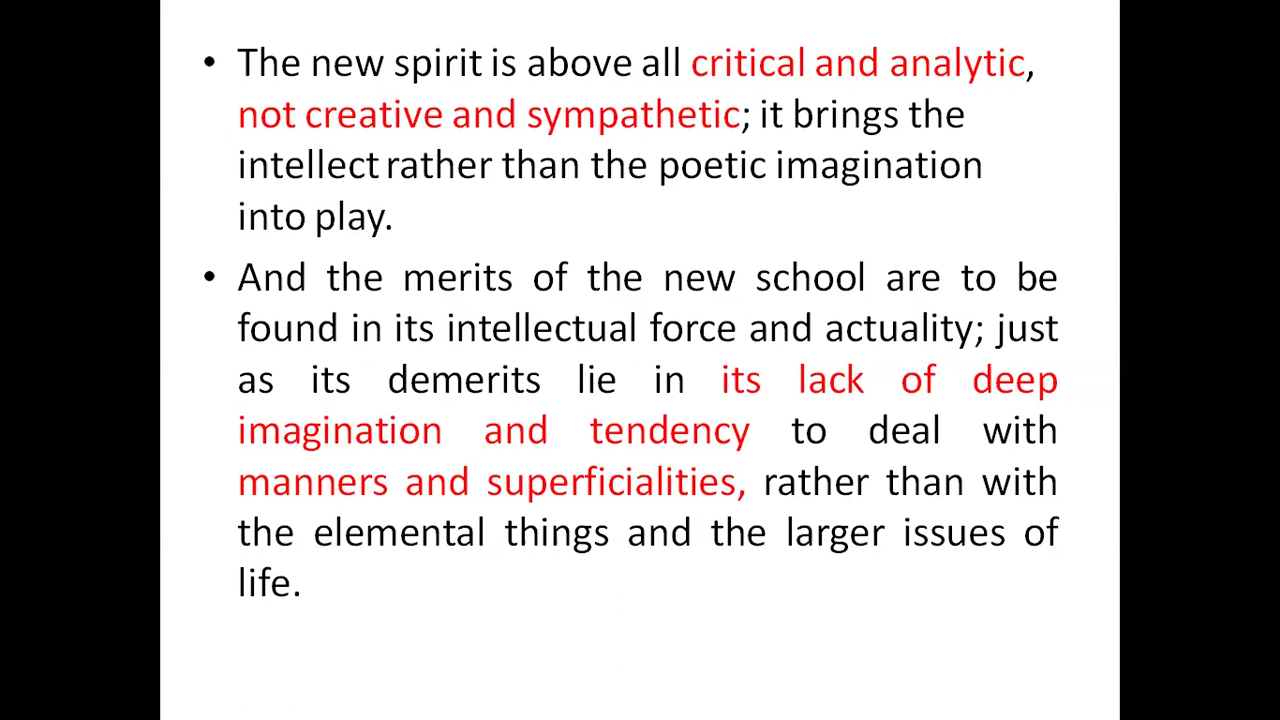 • The new spirit is above all critical and analytic,
not creative and sympathetic; it brings the
intellect rather than the poetic imagination
into play.
• And the merits of the new school are to be
found in its intellectual force and actuality; just
as its demerits lie in its lack of deep
imagination and tendency to deal with
manners and superficialities, rather than with
the elemental things and the larger issues of
life.